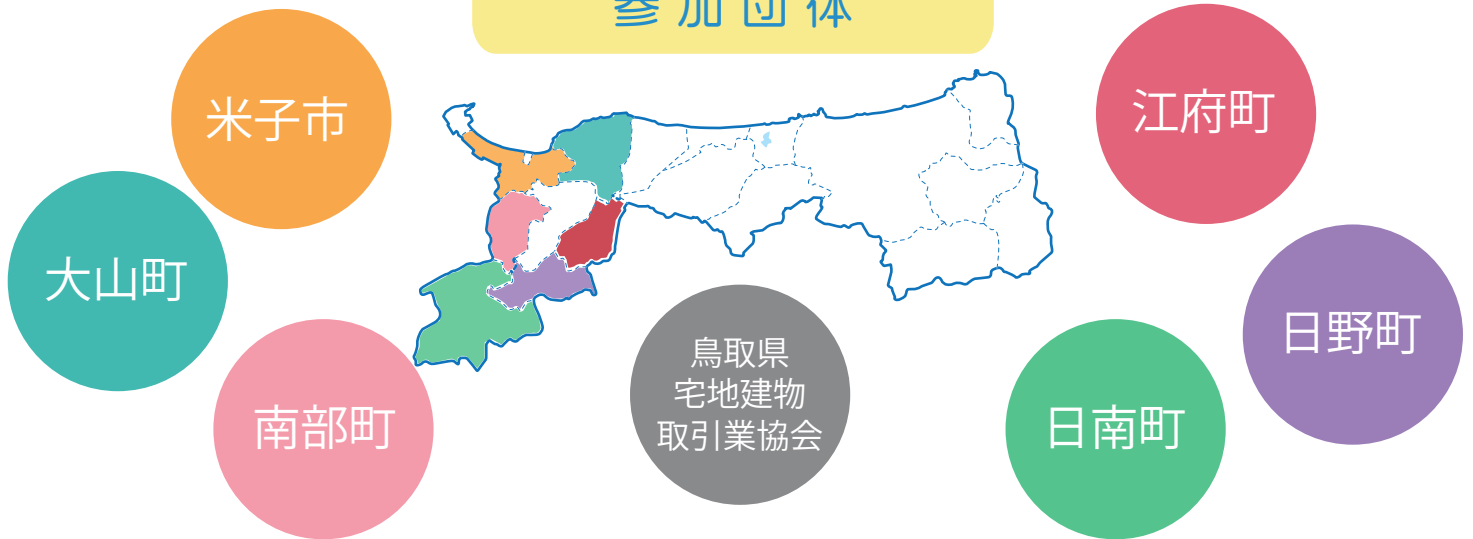 参加団体
米子市
江府町
大山町
日野町
南部町
鳥取県
宅地建物
取引業協会
日南町